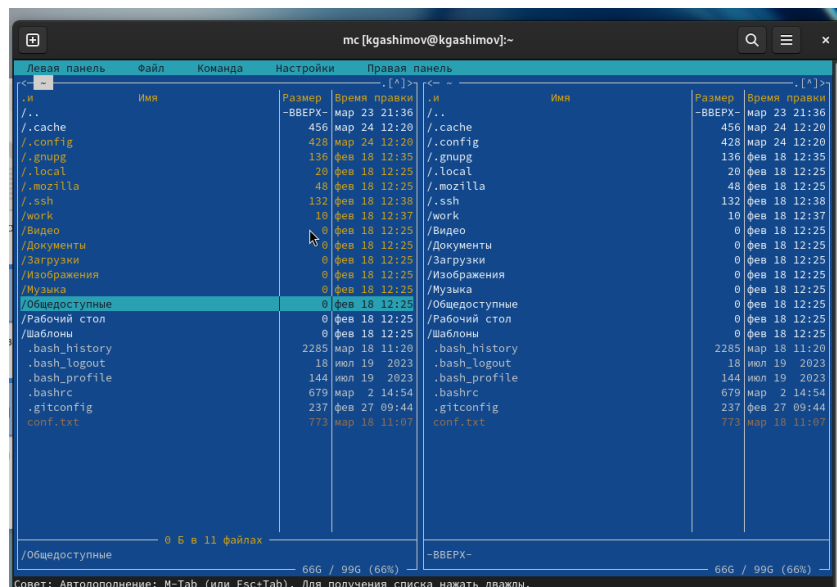 mc [kgashimov@kgashimov]:~
Левая панель Файл Команда Настройки Правая панель
<— ~ .[^]>
.и Имя Размер Время правки
/.. -ВВЕРХ- мар 23 21:36
/.cache 456 мар 24 12:20
/.config 428 мар 24 12:20
/.gnupg 136 фев 18 12:35
/.local 20 фев 18 12:25
/.mozilla 48 фев 18 12:25
/.ssh 132 фев 18 12:38
/work 10 фев 18 12:37
/Видео 0 фев 18 12:25
/Документы 0 фев 18 12:25
/Загрузки 0 фев 18 12:25
/Изображения 0 фев 18 12:25
/Музыка 0 фев 18 12:25
/Общедоступные 0 фев 18 12:25
/Рабочий стол 0 фев 18 12:25
/Шаблоны 0 фев 18 12:25
.bash_history 2285 мар 18 11:20
.bash_logout 18 июл 19 2023
.bash_profile 144 июл 19 2023
.bashrc 679 мар 2 14:54
.gitconfig 237 фев 27 09:44
conf.txt 773 мар 18 11:07
0 Б в 11 файлах
/Общедоступные
66G / 99G (66%)
<— ~ .[^]>
.и Имя Размер Время правки
/.. -ВВЕРХ- мар 23 21:36
/.cache 456 мар 24 12:20
/.config 428 мар 24 12:20
/.gnupg 136 фев 18 12:35
/.local 20 фев 18 12:25
/.mozilla 48 фев 18 12:25
/.ssh 132 фев 18 12:38
/work 10 фев 18 12:37
/Видео 0 фев 18 12:25
/Документы 0 фев 18 12:25
/Загрузки 0 фев 18 12:25
/Изображения 0 фев 18 12:25
/Музыка 0 фев 18 12:25
/Общедоступные 0 фев 18 12:25
/Рабочий стол 0 фев 18 12:25
/Шаблоны 0 фев 18 12:25
.bash_history 2285 мар 18 11:20
.bash_logout 18 июл 19 2023
.bash_profile 144 июл 19 2023
.bashrc 679 мар 2 14:54
.gitconfig 237 фев 27 09:44
conf.txt 773 мар 18 11:07
-ВВЕРХ-
66G / 99G (66%)
Совет: Автодополнение: M-Tab (или Esc+Tab). Для получения списка нажать дважды.